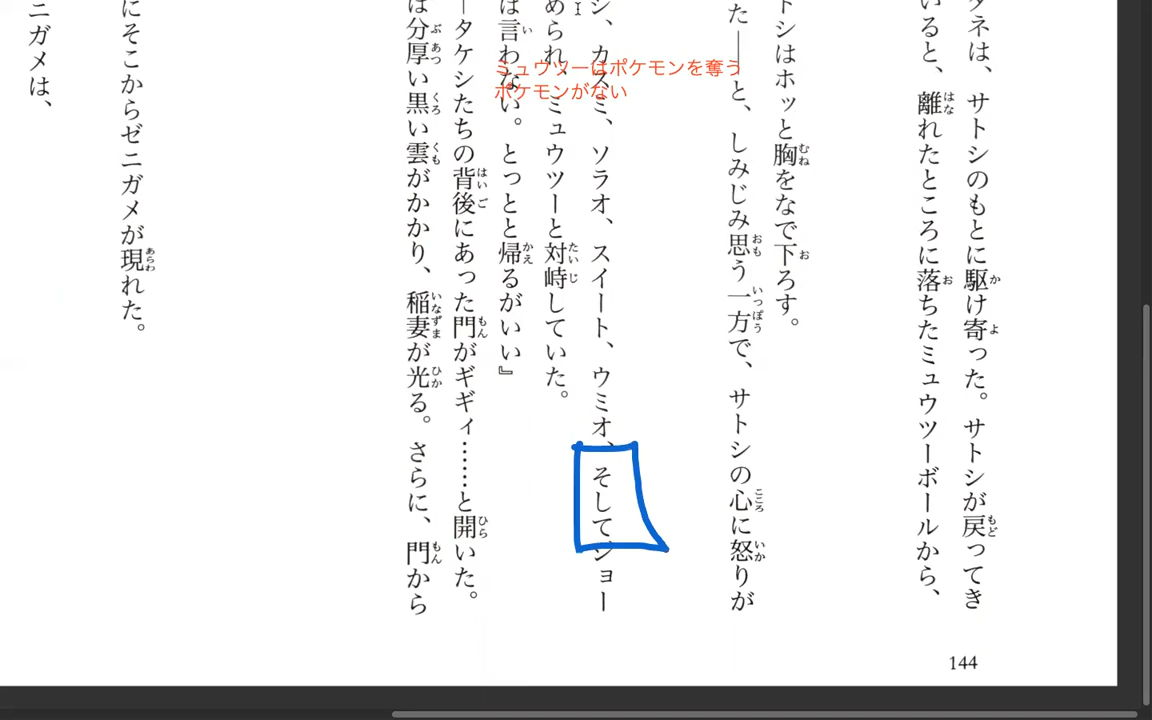 ダネは、サトシのもとに駆け寄った。サトシが戻ってき
いると、離れたところに落ちたミュウツーボールから、
トシはホッと胸をなで下ろす。
た――と、しみじみ思う一方で、サトシの心に怒りが
シ、カスミ、ソラオ、スイート、ウミオ、そしてジョー
められ、ミュウツーと対峙していた。
は言わない。とっとと帰るがいい』
ータケシたちの背後にあった門がギギィ……と開いた。
は分厚い黒い雲がかかり、稲妻が光る。さらに、門から
にそこからゼニガメが現れた。
ニガメは、
ミュウツーはポケモンを奪う
ポケモンがない
144